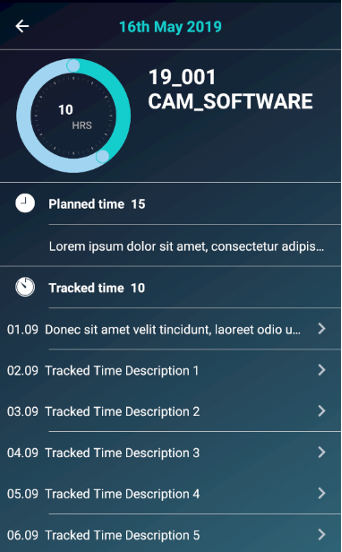 16th May 2019
19_001
CAM_SOFTWARE
10
HRS
Planned time 15
Lorem ipsum dolor sit amet, consectetur adipis...
Tracked time 10
01.09 Donec sit amet velit tincidunt, laoreet odio u...
02.09 Tracked Time Description 1
03.09 Tracked Time Description 2
04.09 Tracked Time Description 3
05.09 Tracked Time Description 4
06.09 Tracked Time Description 5